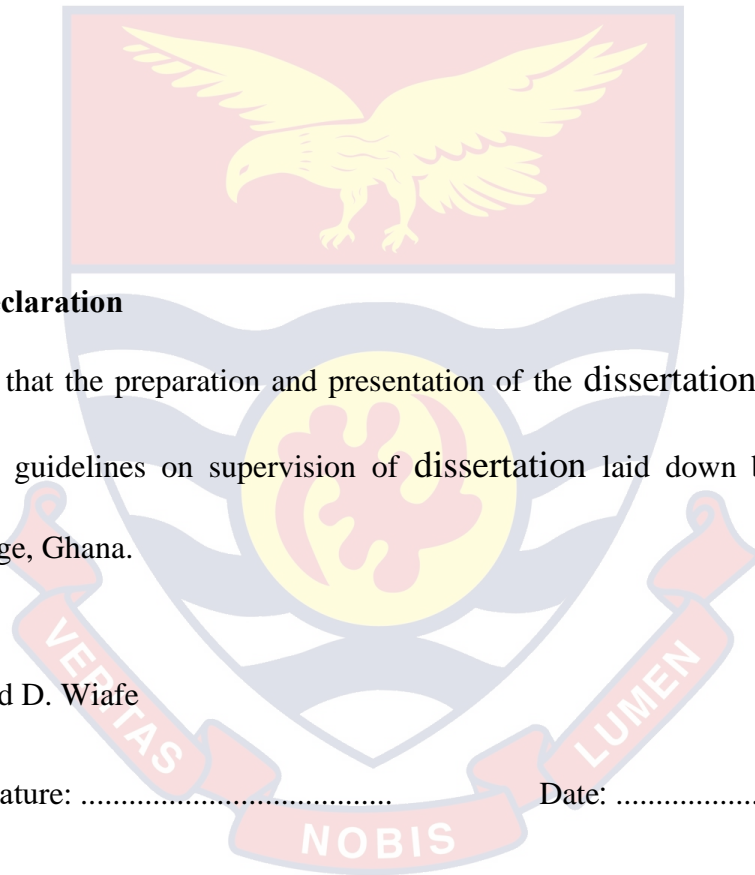 claration
that the preparation and presentation of the dissertation
guidelines on supervision of dissertation laid down
ge, Ghana.
d D. Wiafe
ature: ....................................... Date: ..................
VERITAS
NOBIS
LUMEN